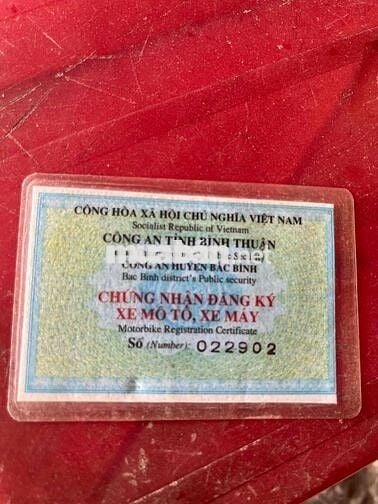 CỘNG HÒA XÃ HỘI CHỦ NGHĨA VIỆT NAM
Socialist Republic of Vietnam
CÔNG AN TỈNH BÌNH THUẬN
CÔNG AN HUYỆN BẮC BÌNH
Bac Binh district's Public security
CHỨNG NHẬN ĐĂNG KÝ
XE MÔ TÔ, XE MÁY
Motorbike Registration Certificate
Số (Number): 022902